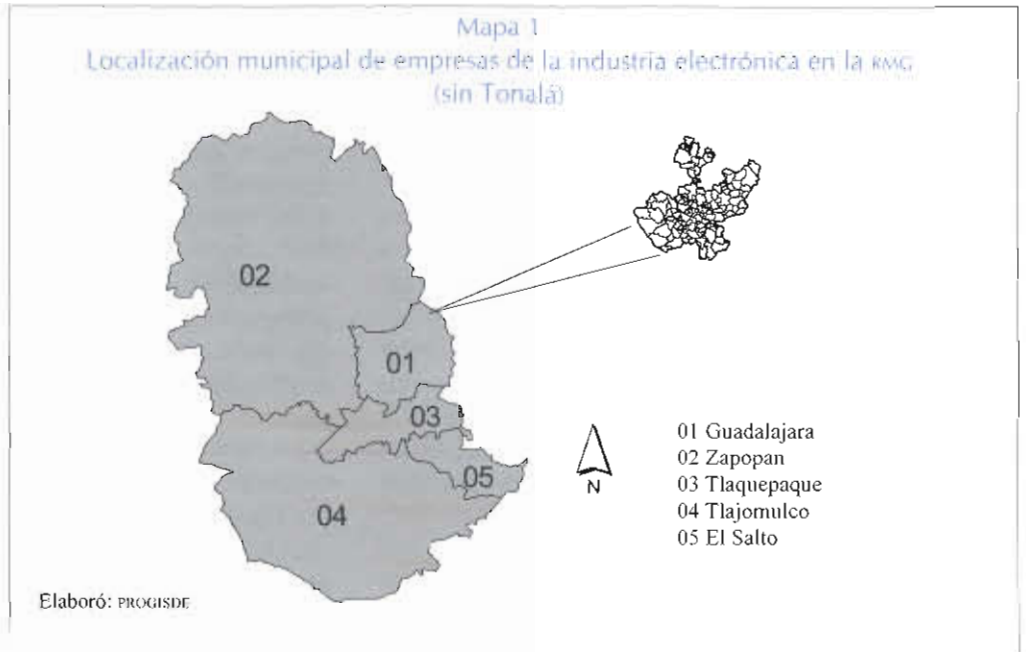 Mapa 1
Localización municipal de empresas de la industria electrónica en la RMG
(sin Tonalá)
02
01
03
05
04
N
01 Guadalajara
02 Zapopan
03 Tlaquepaque
04 Tlajomulco
05 El Salto
Elaboró: PROGISDE